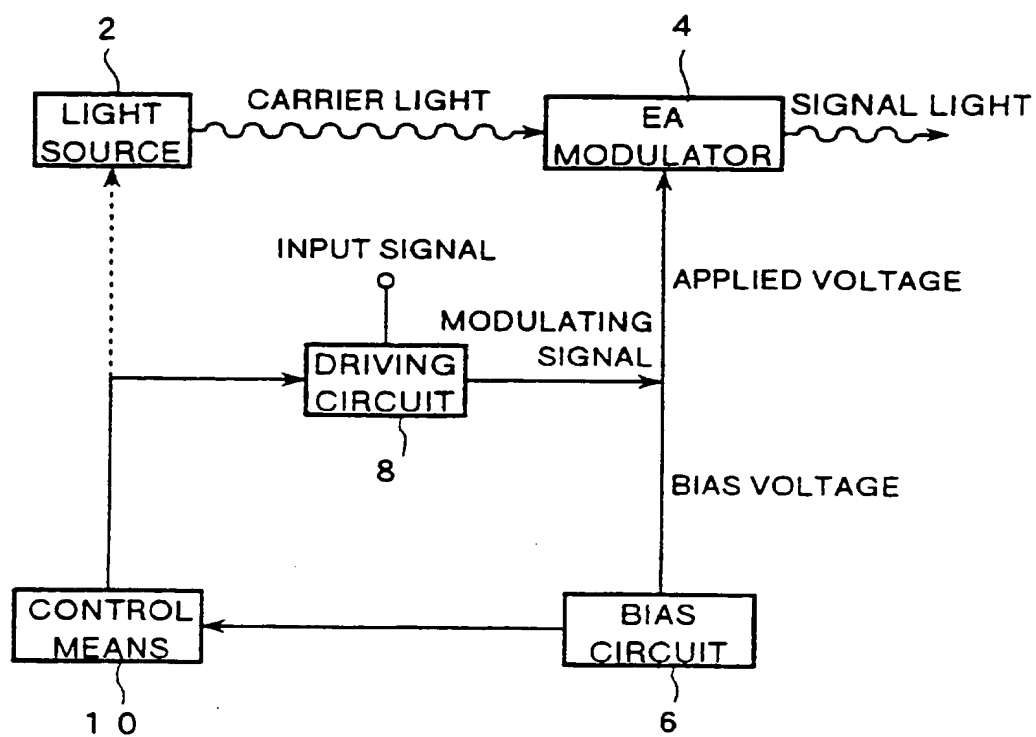 2
4
LIGHT
SOURCE
CARRIER LIGHT
EA
MODULATOR
SIGNAL LIGHT
INPUT SIGNAL
APPLIED VOLTAGE
MODULATING
SIGNAL
DRIVING
CIRCUIT
8
BIAS VOLTAGE
CONTROL
MEANS
BIAS
CIRCUIT
10
6